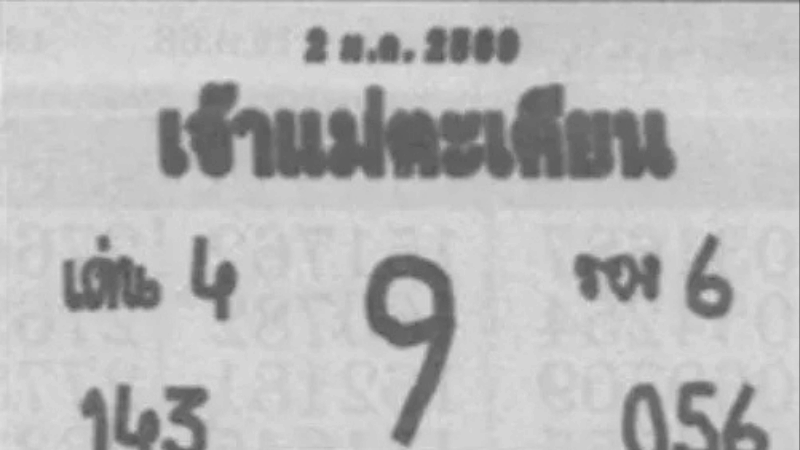 2 ม.ค. 2569
เจ้าแม่ตะเคียน
เด่น 4 9 รอง 6
143 056